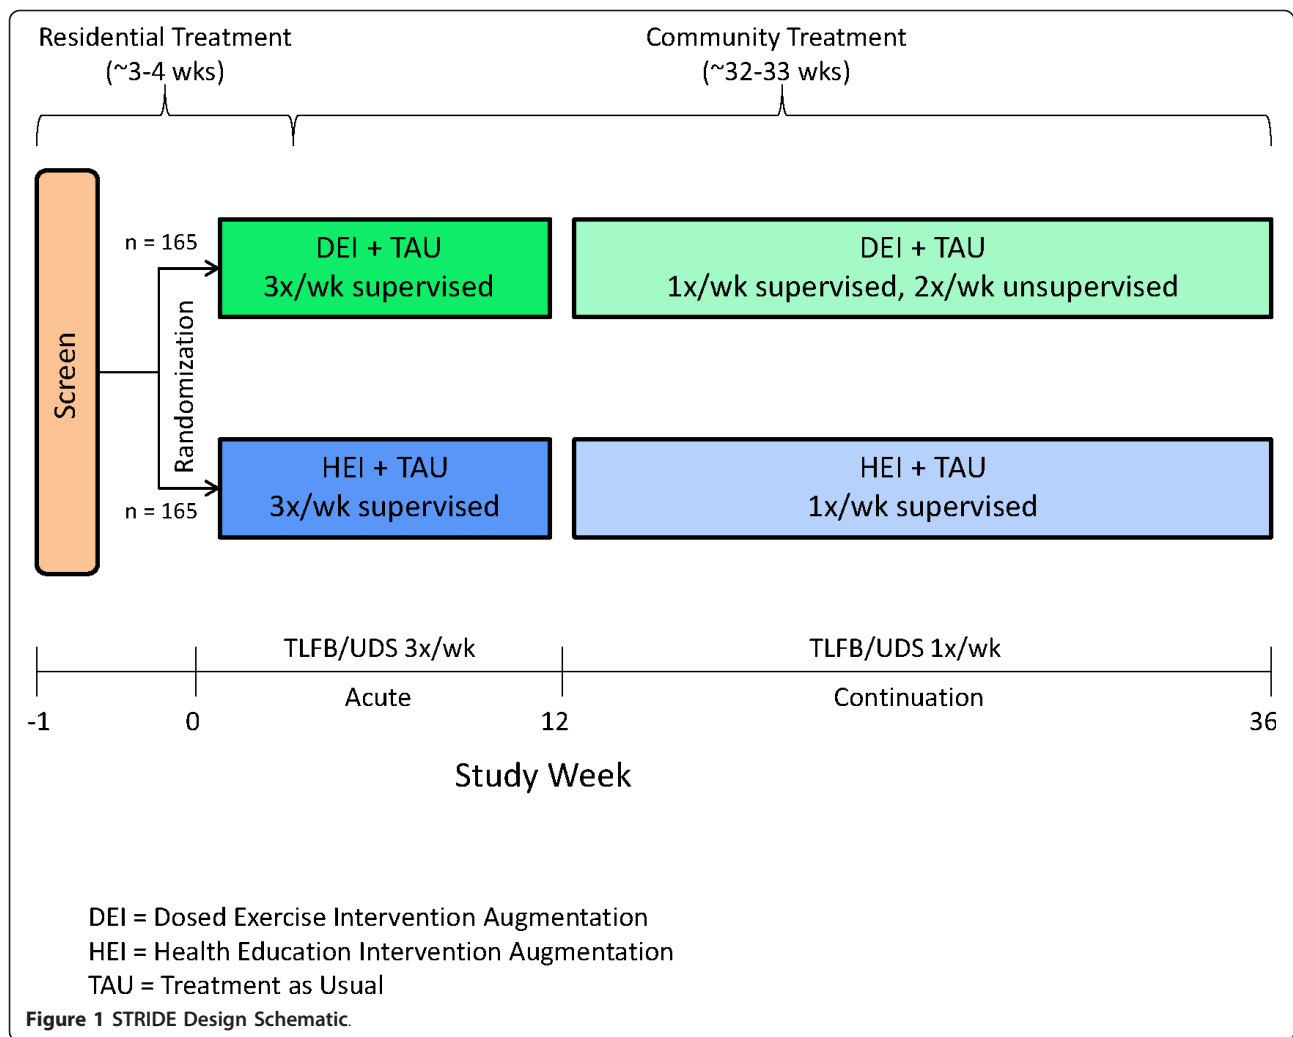 Residential Treatment
(~3-4 wks)
Community Treatment
(~32-33 wks)
Screen
Randomization
n = 165
DEI + TAU
3x/wk supervised
DEI + TAU
1x/wk supervised, 2x/wk unsupervised
n = 165
HEI + TAU
3x/wk supervised
HEI + TAU
1x/wk supervised
TLFB/UDS 3x/wk
TLFB/UDS 1x/wk
Acute
Continuation
-1
0
12
36
Study Week
DEI = Dosed Exercise Intervention Augmentation
HEI = Health Education Intervention Augmentation
TAU = Treatment as Usual
Figure 1 STRIDE Design Schematic.